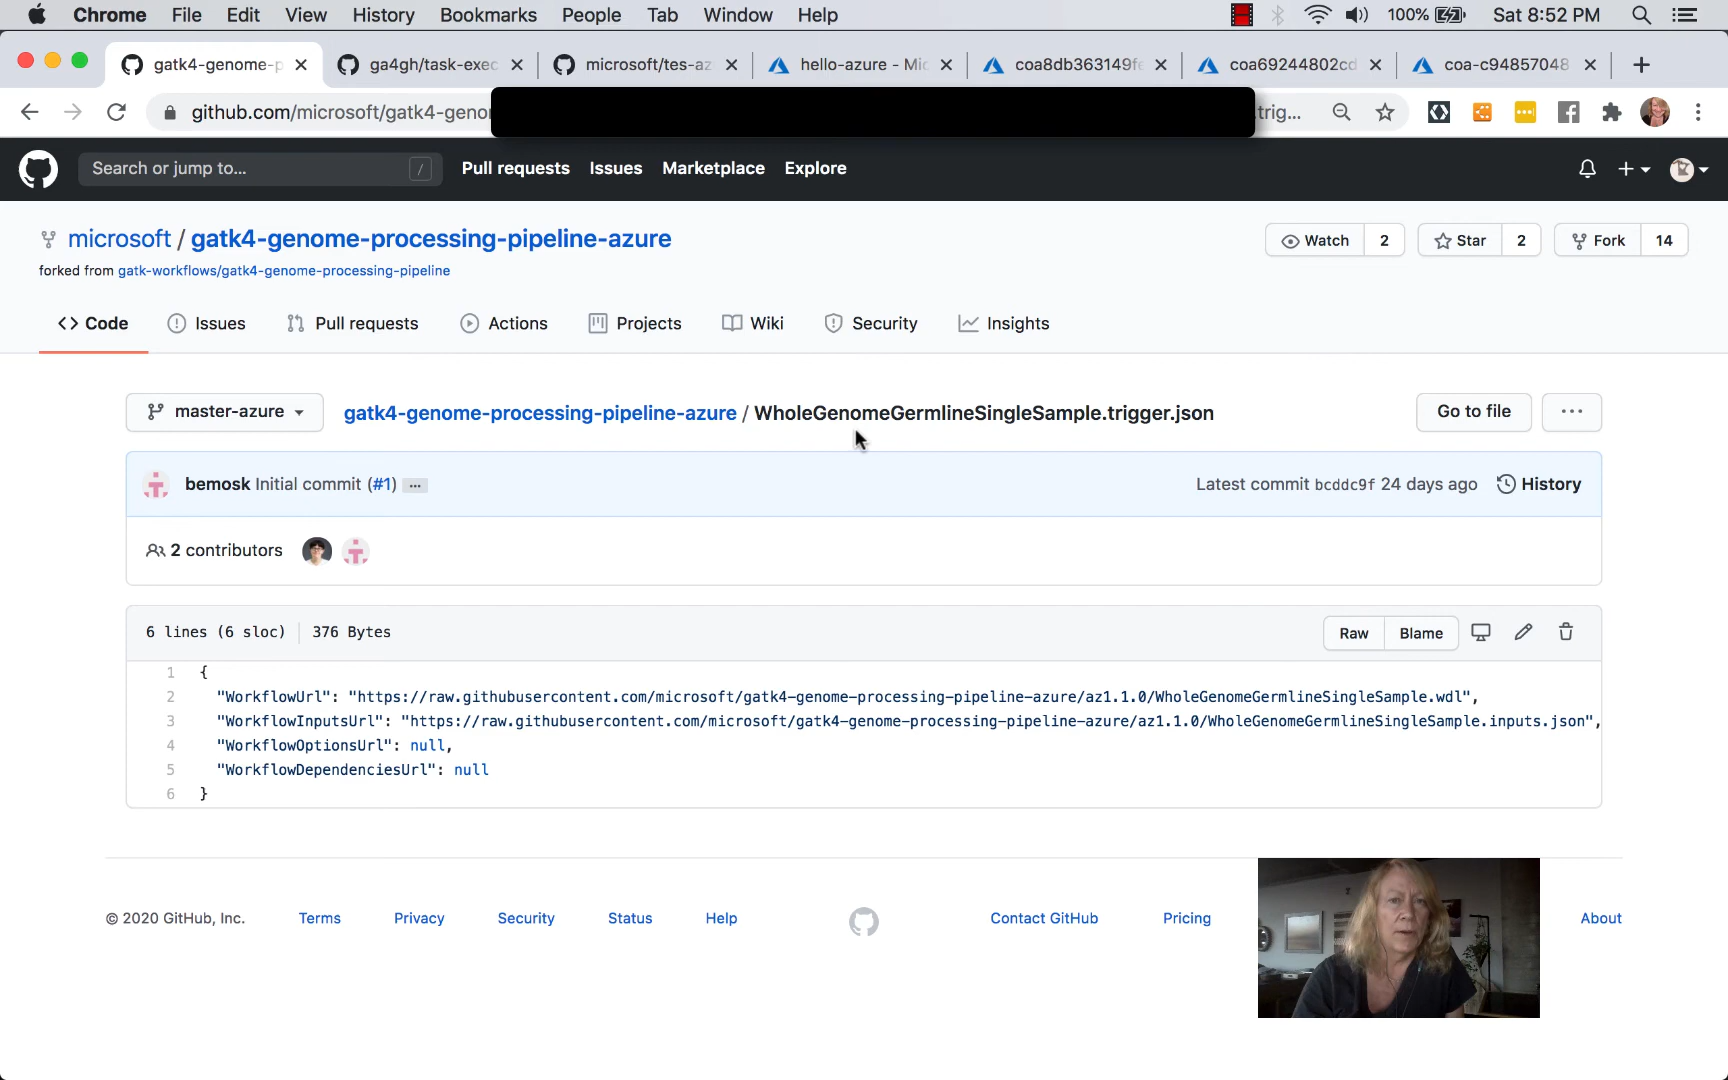 Chrome File Edit View History Bookmarks People Tab Window Help 100% Sat 8:52 PM
gatk4-genome-p ga4gh/task-exec microsoft/tes-az hello-azure - Mic coa8db363149fe coa69244802cd coa-c94857048
github.com/microsoft/gatk4-geno .trig...
Search or jump to... / Pull requests Issues Marketplace Explore
microsoft / gatk4-genome-processing-pipeline-azure Watch 2 Star 2 Fork 14
forked from gatk-workflows/gatk4-genome-processing-pipeline
<> Code Issues Pull requests Actions Projects Wiki Security Insights
master-azure gatk4-genome-processing-pipeline-azure / WholeGenomeGermlineSingleSample.trigger.json Go to file ...
bemosk Initial commit (#1) ... Latest commit bcddc9f 24 days ago History
2 contributors
6 lines (6 sloc) 376 Bytes Raw Blame
1 {
2 "WorkflowUrl": "https://raw.githubusercontent.com/microsoft/gatk4-genome-processing-pipeline-azure/az1.1.0/WholeGenomeGermlineSingleSample.wdl",
3 "WorkflowInputsUrl": "https://raw.githubusercontent.com/microsoft/gatk4-genome-processing-pipeline-azure/az1.1.0/WholeGenomeGermlineSingleSample.inputs.json",
4 "WorkflowOptionsUrl": null,
5 "WorkflowDependenciesUrl": null
6 }
© 2020 GitHub, Inc. Terms Privacy Security Status Help Contact GitHub Pricing About